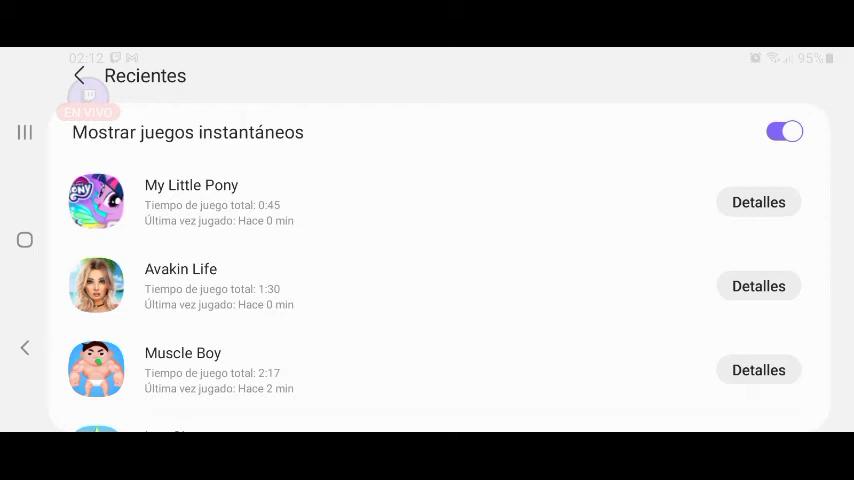 02:12
95%
Recientes
EN VIVO
Mostrar juegos instantáneos
My Little Pony
Tiempo de juego total: 0:45
Última vez jugado: Hace 0 min
Detalles
Avakin Life
Tiempo de juego total: 1:30
Última vez jugado: Hace 0 min
Detalles
Muscle Boy
Tiempo de juego total: 2:17
Última vez jugado: Hace 2 min
Detalles